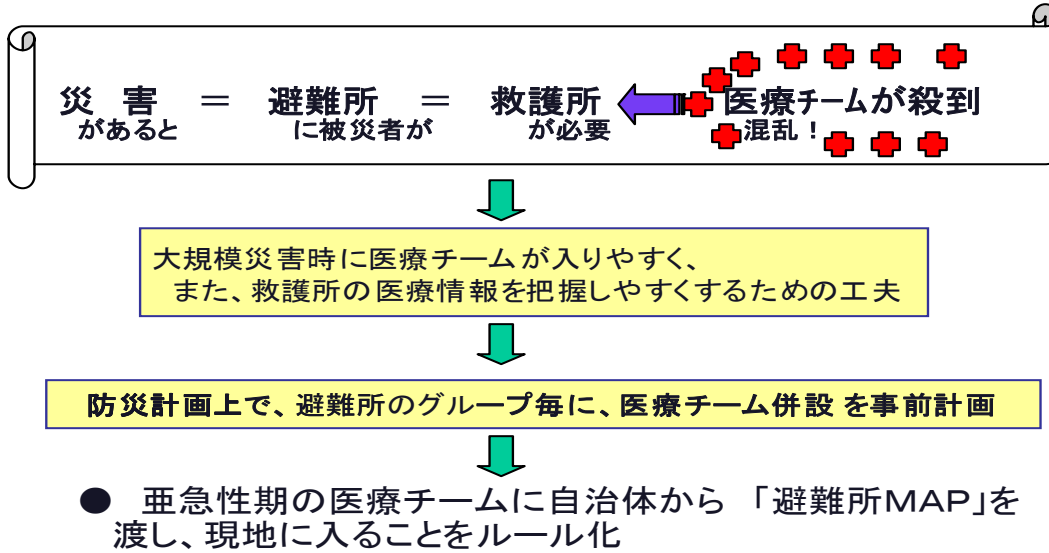 災 害 ＝ 避難所 ＝ 救護所 医療チームが殺到
があると に被災者が が必要 混乱！
大規模災害時に医療チームが入りやすく、
また、救護所の医療情報を把握しやすくするための工夫
防災計画上で、避難所のグループ毎に、医療チーム併設 を事前計画
● 亜急性期の医療チームに自治体から 「避難所MAP」を
渡し、現地に入ることをルール化